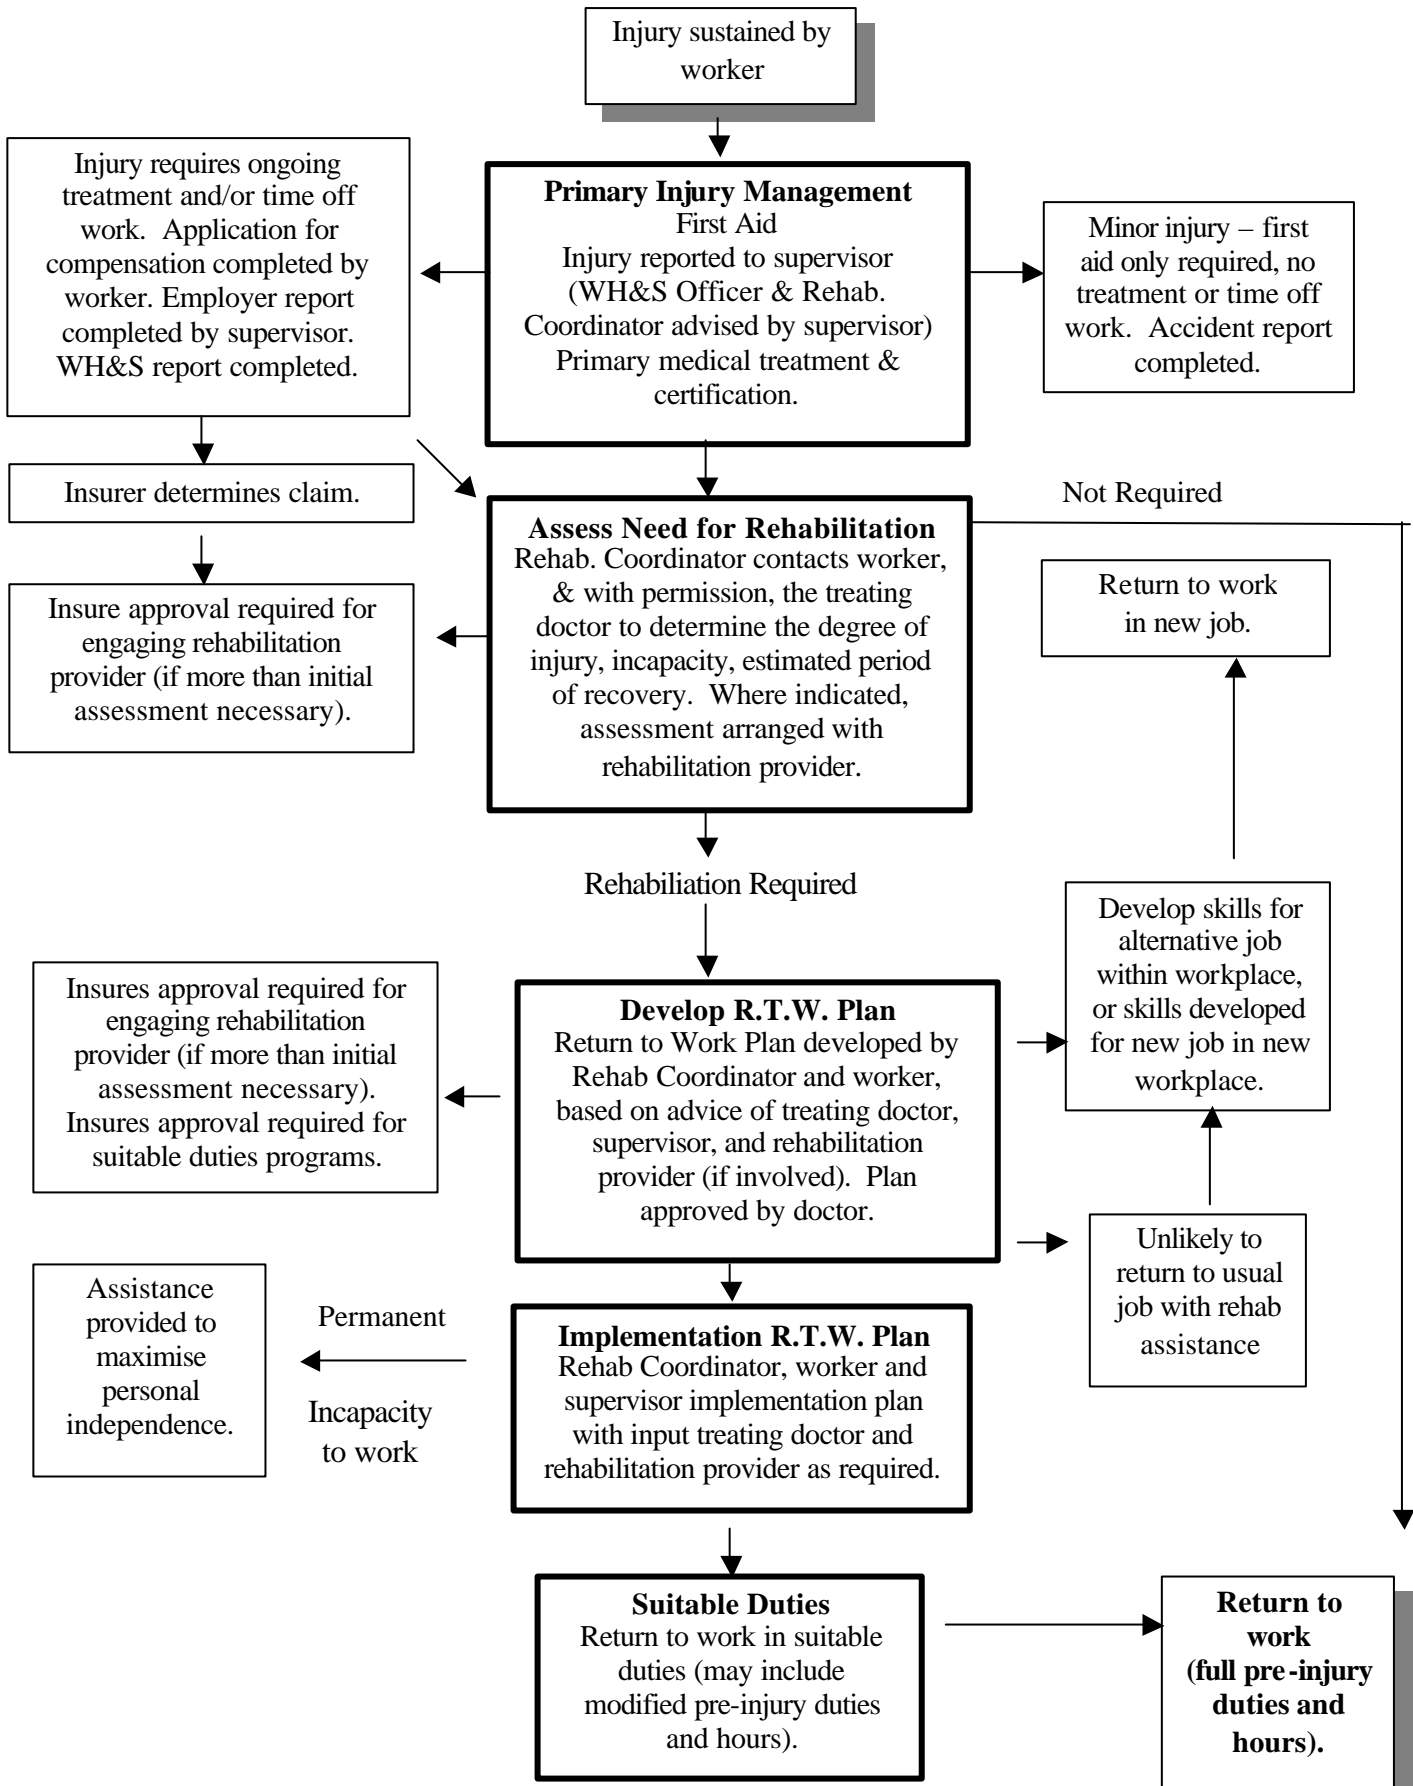 Injury sustained by
worker
Injury requires ongoing
treatment and/or time off
work. Application for
compensation completed by
worker. Employer report
completed by supervisor.
WH&S report completed.
Primary Injury Management
First Aid
Injury reported to supervisor
(WH&S Officer & Rehab.
Coordinator advised by supervisor)
Primary medical treatment &
certification.
Minor injury – first
aid only required, no
treatment or time off
work. Accident report
completed.
Insurer determines claim.
Insure approval required for
engaging rehabilitation
provider (if more than initial
assessment necessary).
Assess Need for Rehabilitation
Rehab. Coordinator contacts worker,
& with permission, the treating
doctor to determine the degree of
injury, incapacity, estimated period
of recovery. Where indicated,
assessment arranged with
rehabilitation provider.
Not Required
Return to work
in new job.
Rehabiliation Required
Develop skills for
alternative job
within workplace,
or skills developed
for new job in new
workplace.
Insures approval required for
engaging rehabilitation
provider (if more than initial
assessment necessary).
Insures approval required for
suitable duties programs.
Develop R.T.W. Plan
Return to Work Plan developed by
Rehab Coordinator and worker,
based on advice of treating doctor,
supervisor, and rehabilitation
provider (if involved). Plan
approved by doctor.
Unlikely to
return to usual
job with rehab
assistance
Assistance
provided to
maximise
personal
independence.
Permanent
Incapacity
to work
Implementation R.T.W. Plan
Rehab Coordinator, worker and
supervisor implementation plan
with input treating doctor and
rehabilitation provider as required.
Suitable Duties
Return to work in suitable
duties (may include
modified pre-injury duties
and hours).
Return to
work
(full pre-injury
duties and
hours).